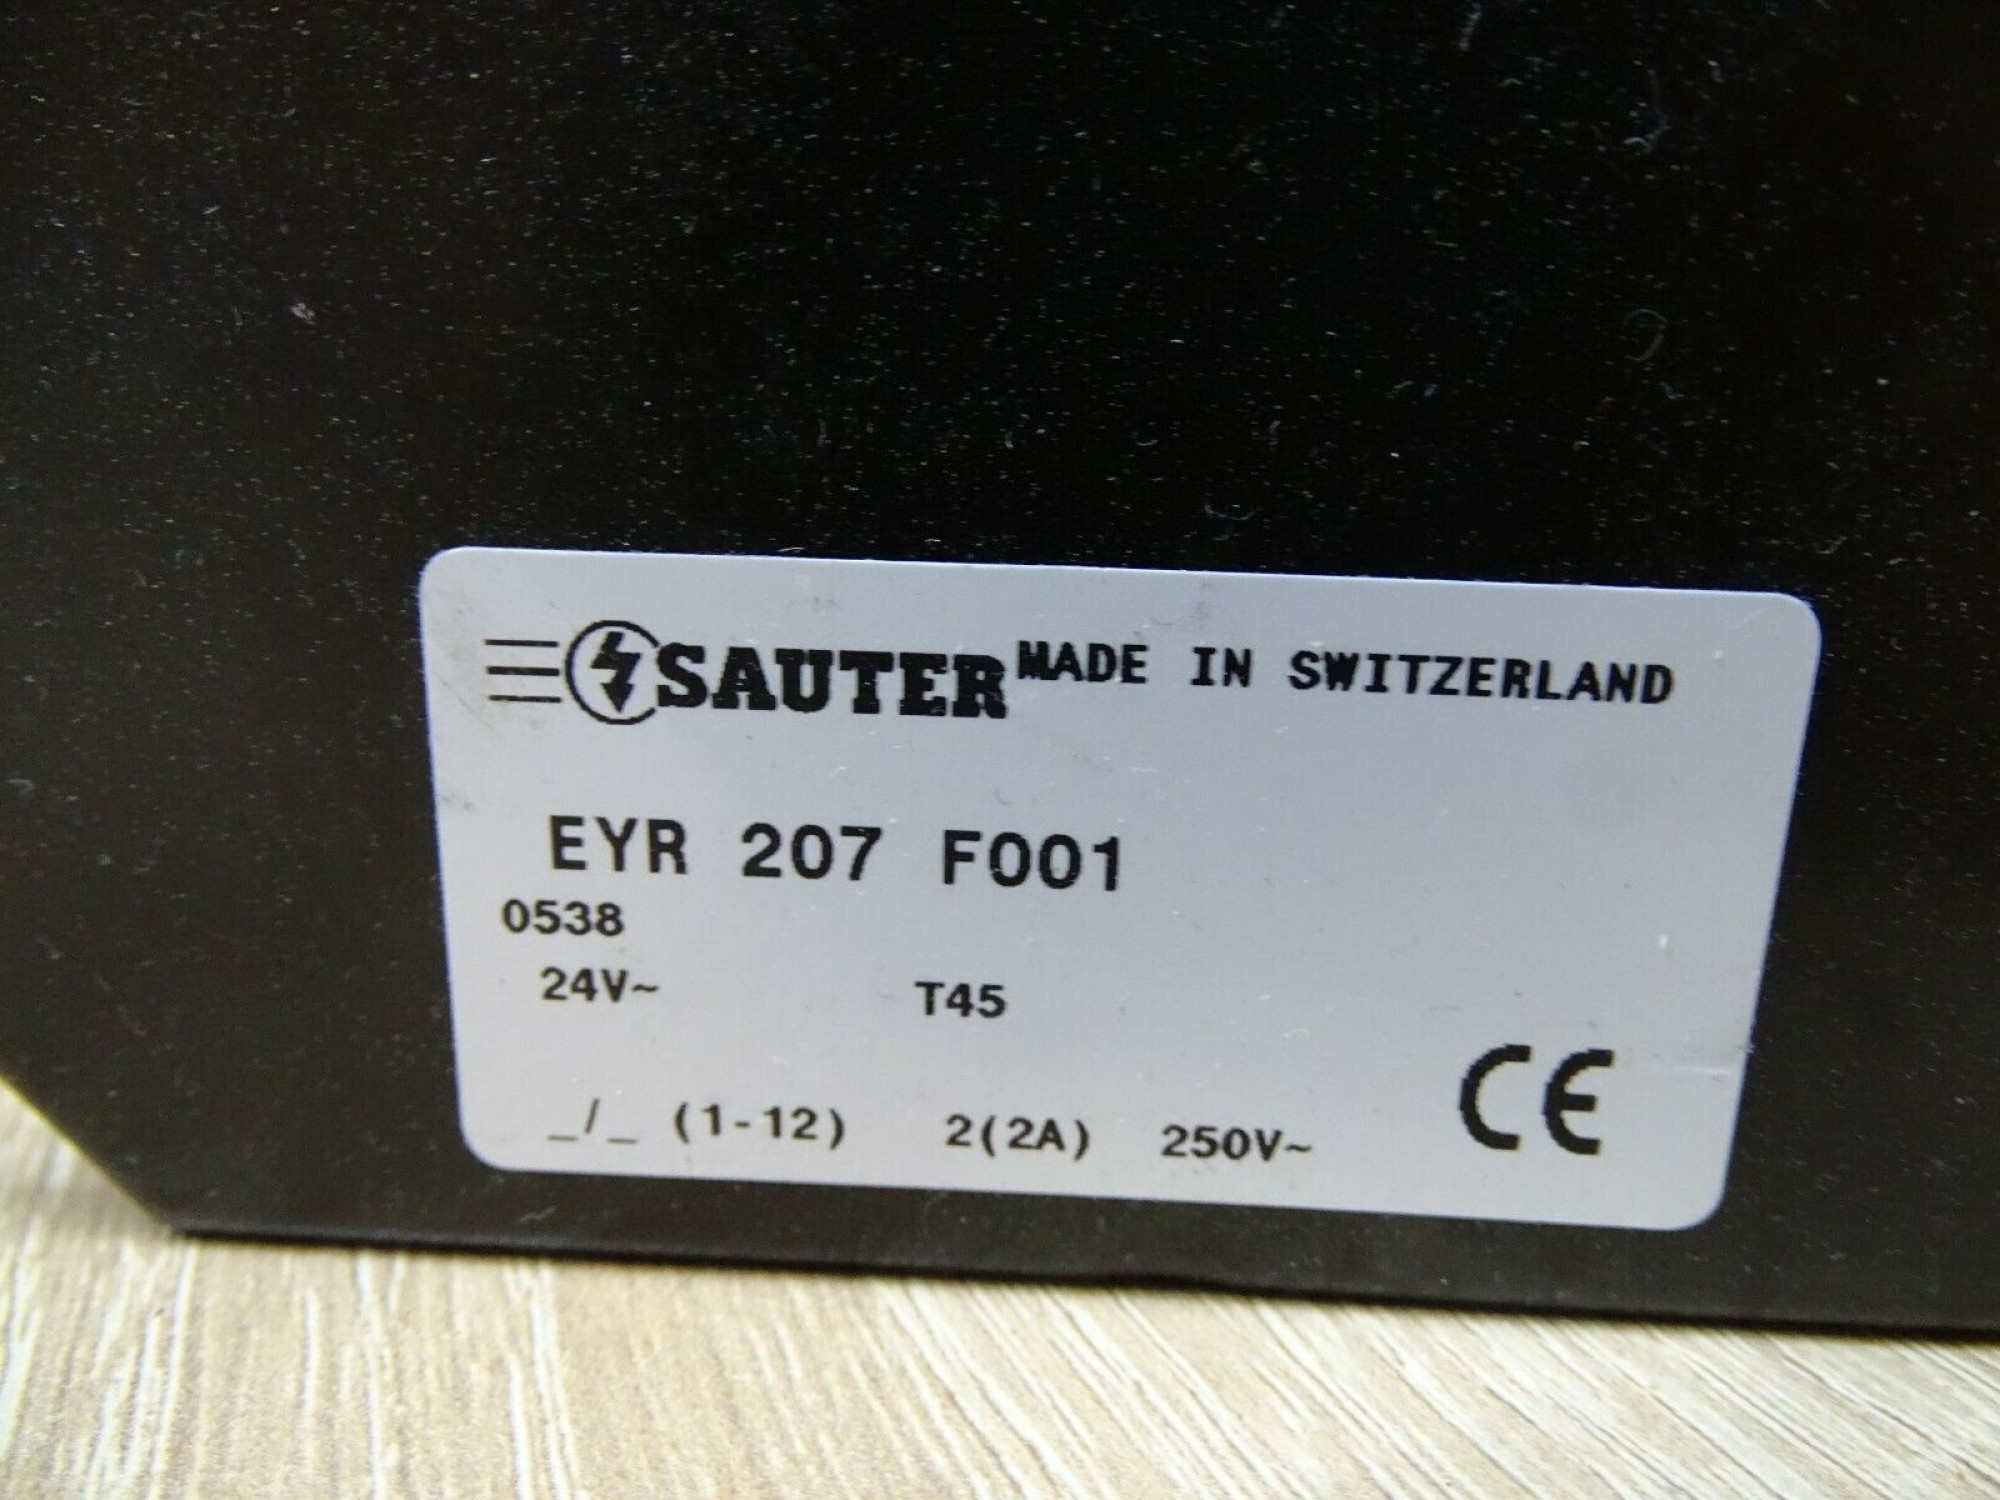 SAUTER MADE IN SWITZERLAND
EYR 207 F001
0538
24V~ T45
_/_ (1-12) 2(2A) 250V~
CE